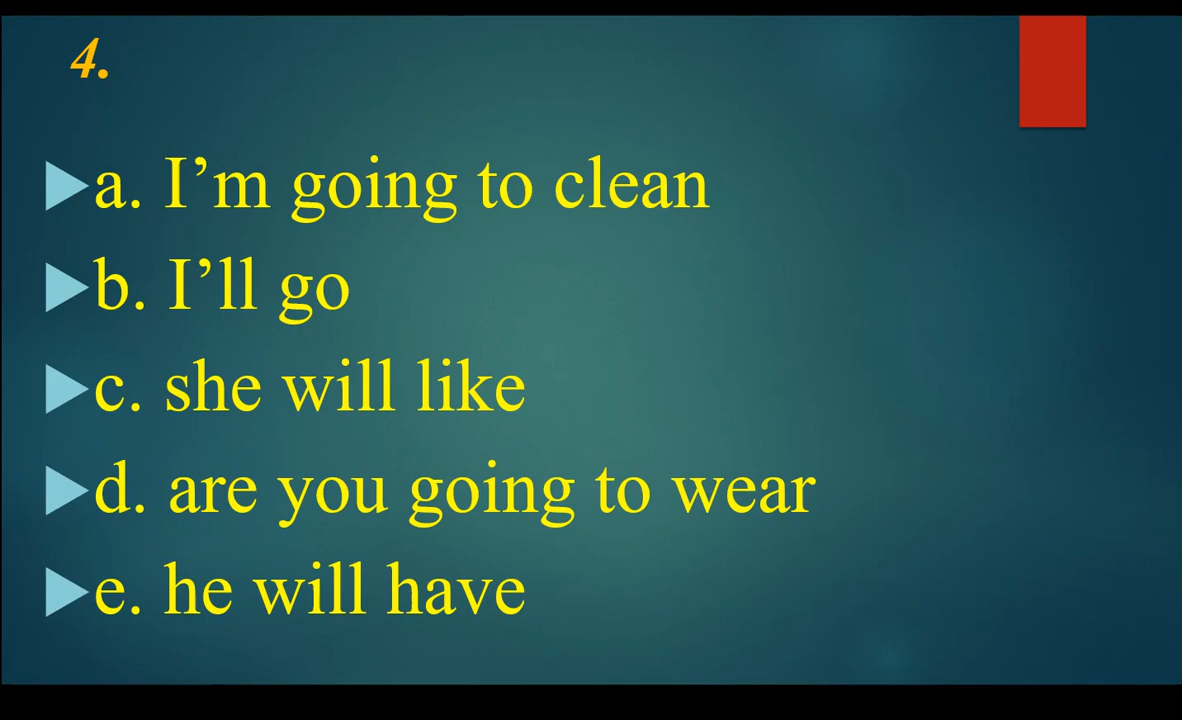 4.
a. I’m going to clean
b. I’ll go
c. she will like
d. are you going to wear
e. he will have